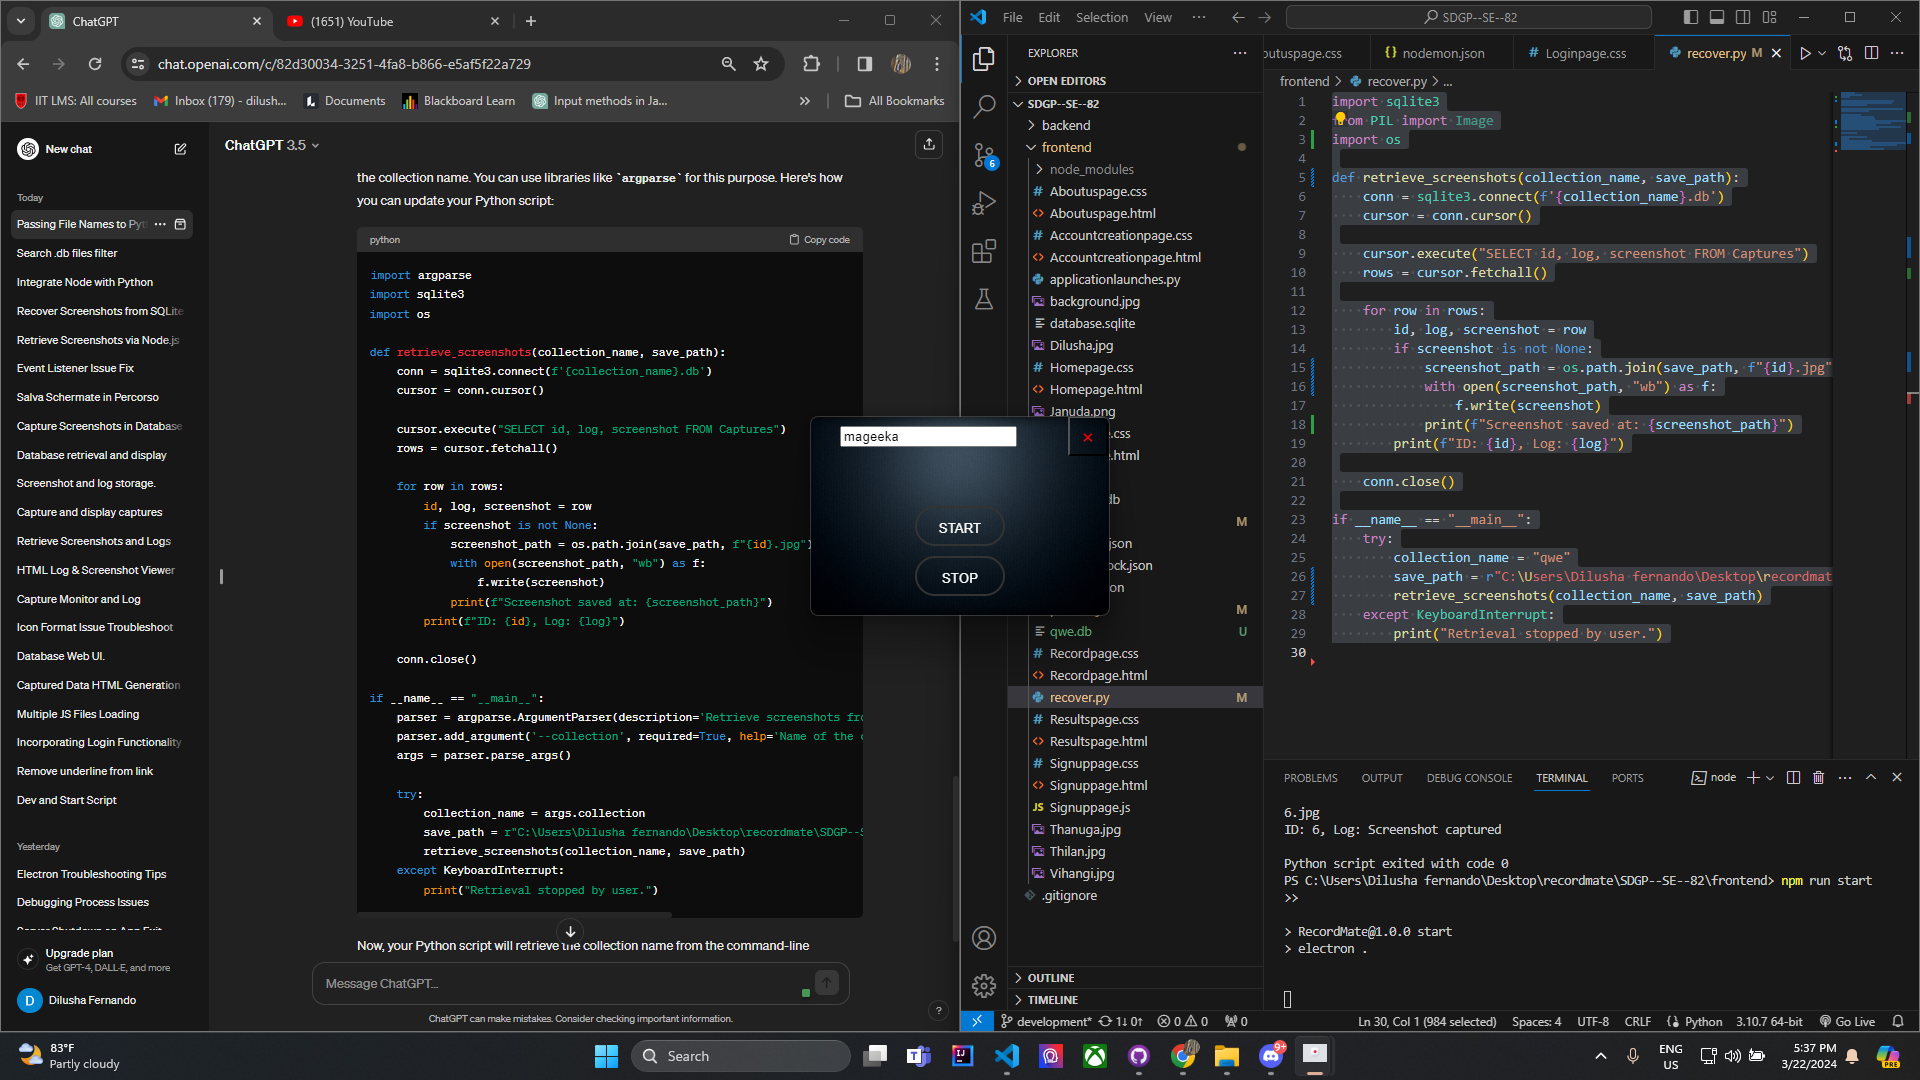 ChatGPT
(1651) YouTube
chat.openai.com/c/82d30034-3251-4fa8-b866-e5af5f22a729
IIT LMS: All courses
Inbox (179) - dilush...
Documents
Blackboard Learn
Input methods in Ja...
All Bookmarks
New chat
Today
Passing File Names to Pyt
Search .db files filter
Integrate Node with Python
Recover Screenshots from SQLite
Retrieve Screenshots via Node.js
Event Listener Issue Fix
Salva Schermate in Percorso
Capture Screenshots in Database
Database retrieval and display
Screenshot and log storage.
Capture and display captures
Retrieve Screenshots and Logs
HTML Log & Screenshot Viewer
Capture Monitor and Log
Icon Format Issue Troubleshoot
Database Web UI.
Captured Data HTML Generation
Multiple JS Files Loading
Incorporating Login Functionality
Remove underline from link
Dev and Start Script
Yesterday
Electron Troubleshooting Tips
Debugging Process Issues
Upgrade plan
Get GPT-4, DALL·E, and more
D
Dilusha Fernando
ChatGPT 3.5
the collection name. You can use libraries like `argparse` for this purpose. Here's how
you can update your Python script:
python
Copy code
import argparse
import sqlite3
import os
def retrieve_screenshots(collection_name, save_path):
conn = sqlite3.connect(f'{collection_name}.db')
cursor = conn.cursor()
cursor.execute("SELECT id, log, screenshot FROM Captures")
rows = cursor.fetchall()
for row in rows:
id, log, screenshot = row
if screenshot is not None:
screenshot_path = os.path.join(save_path, f"{id}.jpg")
with open(screenshot_path, "wb") as f:
f.write(screenshot)
print(f"Screenshot saved at: {screenshot_path}")
print(f"ID: {id}, Log: {log}")
conn.close()
if __name__ == "__main__":
parser = argparse.ArgumentParser(description='Retrieve screenshots fro
parser.add_argument('--collection', required=True, help='Name of the c
args = parser.parse_args()
try:
collection_name = args.collection
save_path = r"C:\Users\Dilusha fernando\Desktop\recordmate\SDGP--S
retrieve_screenshots(collection_name, save_path)
except KeyboardInterrupt:
print("Retrieval stopped by user.")
Now, your Python script will retrieve the collection name from the command-line
Message ChatGPT...
ChatGPT can make mistakes. Consider checking important information.
?
mageeka
START
STOP
File
Edit
Selection
View
SDGP--SE--82
EXPLORER
OPEN EDITORS
SDGP--SE--82
backend
frontend
node_modules
Aboutuspage.css
Aboutuspage.html
Accountcreationpage.css
Accountcreationpage.html
applicationlaunches.py
background.jpg
database.sqlite
Dilusha.jpg
Homepage.css
Homepage.html
Januda.png
.css
.html
db
M
json
ock.json
on
M
qwe.db U
Recordpage.css
Recordpage.html
recover.py M
Resultspage.css
Resultspage.html
Signuppage.css
Signuppage.html
Signuppage.js
Thanuga.jpg
Thilan.jpg
Vihangi.jpg
.gitignore
OUTLINE
TIMELINE
6
outuspage.css
nodemon.json
Loginpage.css
recover.py M
frontend > recover.py > ...
1 import sqlite3
2 from PIL import Image
3 import os
4
5 def retrieve_screenshots(collection_name, save_path):
6 conn = sqlite3.connect(f'{collection_name}.db')
7 cursor = conn.cursor()
8
9 cursor.execute("SELECT id, log, screenshot FROM Captures")
10 rows = cursor.fetchall()
11
12 for row in rows:
13 id, log, screenshot = row
14 if screenshot is not None:
15 screenshot_path = os.path.join(save_path, f"{id}.jpg"
16 with open(screenshot_path, "wb") as f:
17 f.write(screenshot)
18 print(f"Screenshot saved at: {screenshot_path}")
19 print(f"ID: {id}, Log: {log}")
20
21 conn.close()
22
23 if __name__ == "__main__":
24 try:
25 collection_name = "qwe"
26 save_path = r"C:\Users\Dilusha fernando\Desktop\recordmat
27 retrieve_screenshots(collection_name, save_path)
28 except KeyboardInterrupt:
29 print("Retrieval stopped by user.")
30
PROBLEMS
OUTPUT
DEBUG CONSOLE
TERMINAL
PORTS
node
6.jpg
ID: 6, Log: Screenshot captured
Python script exited with code 0
PS C:\Users\Dilusha fernando\Desktop\recordmate\SDGP--SE--82\frontend> npm run start
>>
> RecordMate@1.0.0 start
> electron .
development*
1↓ 0↑
0
0
0
Ln 30, Col 1 (984 selected)
Spaces: 4
UTF-8
CRLF
Python
3.10.7 64-bit
Go Live
83°F
Partly cloudy
Search
9+
ENG
US
5:37 PM
3/22/2024
PRE